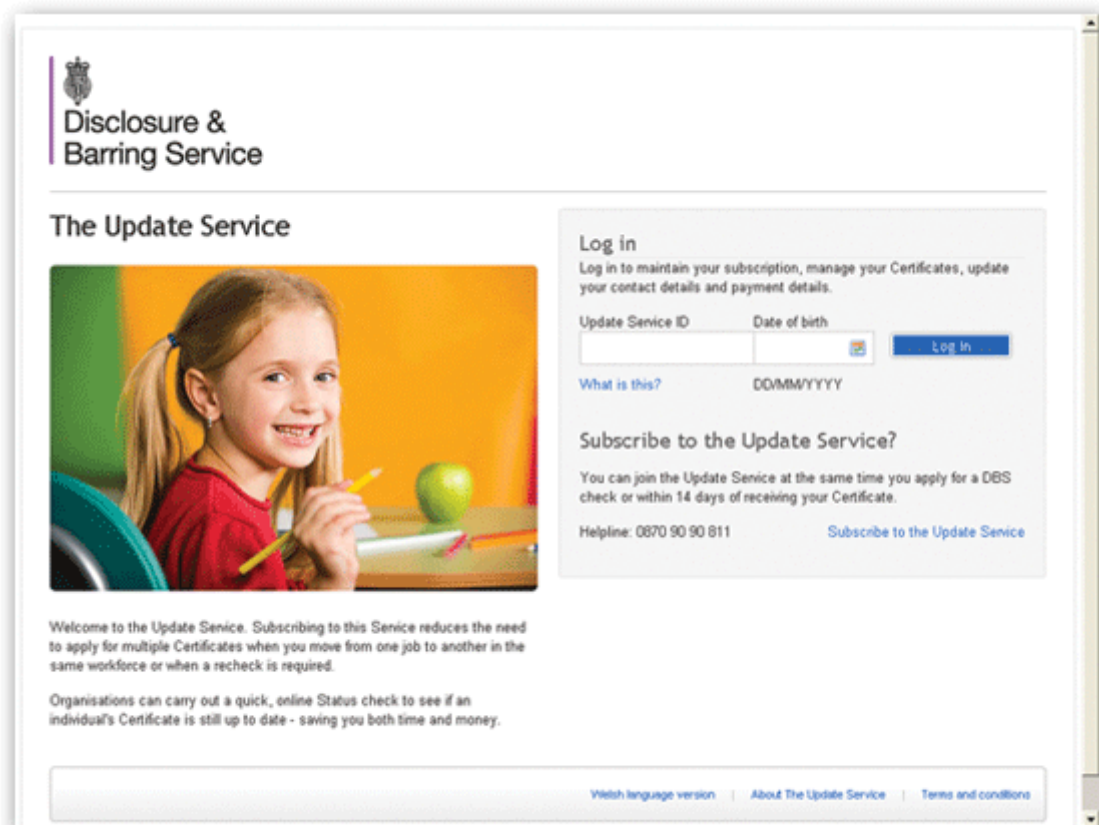 Disclosure &
Barring Service
The Update Service
Log in
Log in to maintain your subscription, manage your Certificates, update
your contact details and payment details.
Update Service ID
Date of birth
Log In
What is this?
DD/MM/YYYY
Subscribe to the Update Service?
You can join the Update Service at the same time you apply for a DBS
check or within 14 days of receiving your Certificate.
Helpline: 0870 90 90 811
Subscribe to the Update Service
Welcome to the Update Service. Subscribing to this Service reduces the need
to apply for multiple Certificates when you move from one job to another in the
same workforce or when a recheck is required.
Organisations can carry out a quick, online Status check to see if an
individual's Certificate is still up to date - saving you both time and money.
Welsh language version | About The Update Service | Terms and conditions